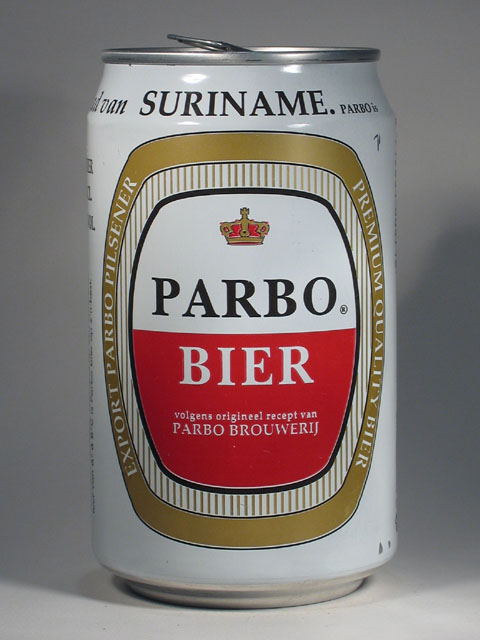 van SURINAME. PARBO is
EXPORT PARBO PILSENER
PREMIUM QUALITY BIER
PARBO®
BIER
volgens origineel recept van
PARBO BROUWERIJ